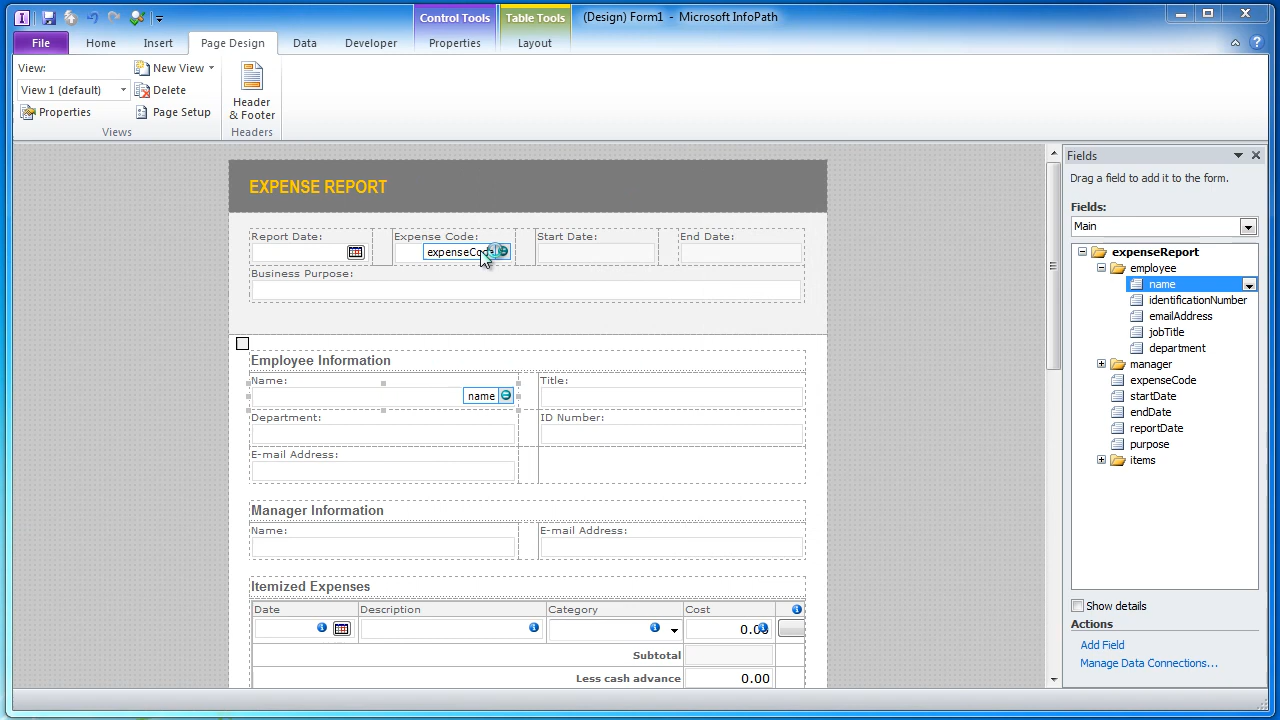 Control Tools Table Tools (Design) Form1 - Microsoft InfoPath
File Home Insert Page Design Data Developer Properties Layout
View: New View
View 1 (default) Delete
Properties Page Setup
Header
& Footer
Views Headers
Fields
Drag a field to add it to the form.
Fields:
Main
expenseReport
employee
name
identificationNumber
emailAddress
jobTitle
department
manager
expenseCode
startDate
endDate
reportDate
purpose
items
Show details
Actions
Add Field
Manage Data Connections...
EXPENSE REPORT
Report Date: Expense Code: Start Date: End Date:
expenseCode
Business Purpose:
Employee Information
Name: Title:
name
Department: ID Number:
E-mail Address:
Manager Information
Name: E-mail Address:
Itemized Expenses
Date Description Category Cost
0.00
Subtotal
Less cash advance 0.00